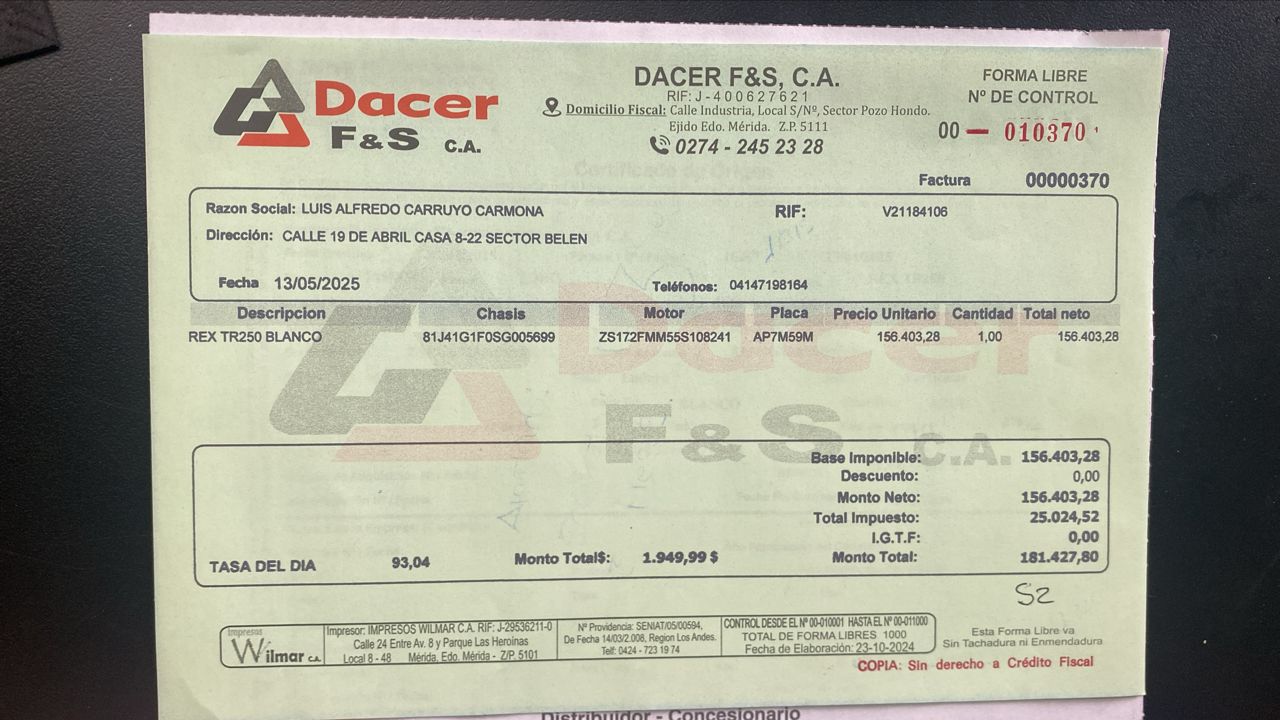 Dacer
F&S C.A.
DACER F&S, C.A.
RIF: J-400627621
Domicilio Fiscal: Calle Industria, Local S/Nº, Sector Pozo Hondo.
Ejido Edo. Mérida. Z.P. 5111
0274 - 245 23 28
FORMA LIBRE
Nº DE CONTROL
00 — 010370
Factura 00000370
Razon Social: LUIS ALFREDO CARRUYO CARMONA RIF: V21184106
Dirección: CALLE 19 DE ABRIL CASA 8-22 SECTOR BELEN
Fecha 13/05/2025 Teléfonos: 04147198164
Descripcion Chasis Motor Placa Precio Unitario Cantidad Total neto
REX TR250 BLANCO 81J41G1F0SG005699 ZS172FMM55S108241 AP7M59M 156.403,28 1,00 156.403,28
Dacer
F&S C.A.
Base Imponible: 156.403,28
Descuento: 0,00
Monto Neto: 156.403,28
Total Impuesto: 25.024,52
I.G.T.F: 0,00
TASA DEL DIA 93,04 Monto Total$: 1.949,99 $ Monto Total: 181.427,80
S2
Impresos
Wilmar C.A.
Impresor: IMPRESOS WILMAR C.A. RIF: J-29536211-0
Calle 24 Entre Av. 8 y Parque Las Heroinas
Local 8 - 48 Mérida, Edo. Mérida - Z/P. 5101
Nº Providencia: SENIAT/05/00594,
De Fecha 14/03/2.008, Region Los Andes.
Telf: 0424 - 723 19 74
CONTROL DESDE EL Nº 00-010001 HASTA EL Nº 00-011000
TOTAL DE FORMA LIBRES 1000
Fecha de Elaboración: 23-10-2024
Esta Forma Libre va
Sin Tachadura ni Enmendadura
COPIA: Sin derecho a Crédito Fiscal
Distribuidor - Concesionario